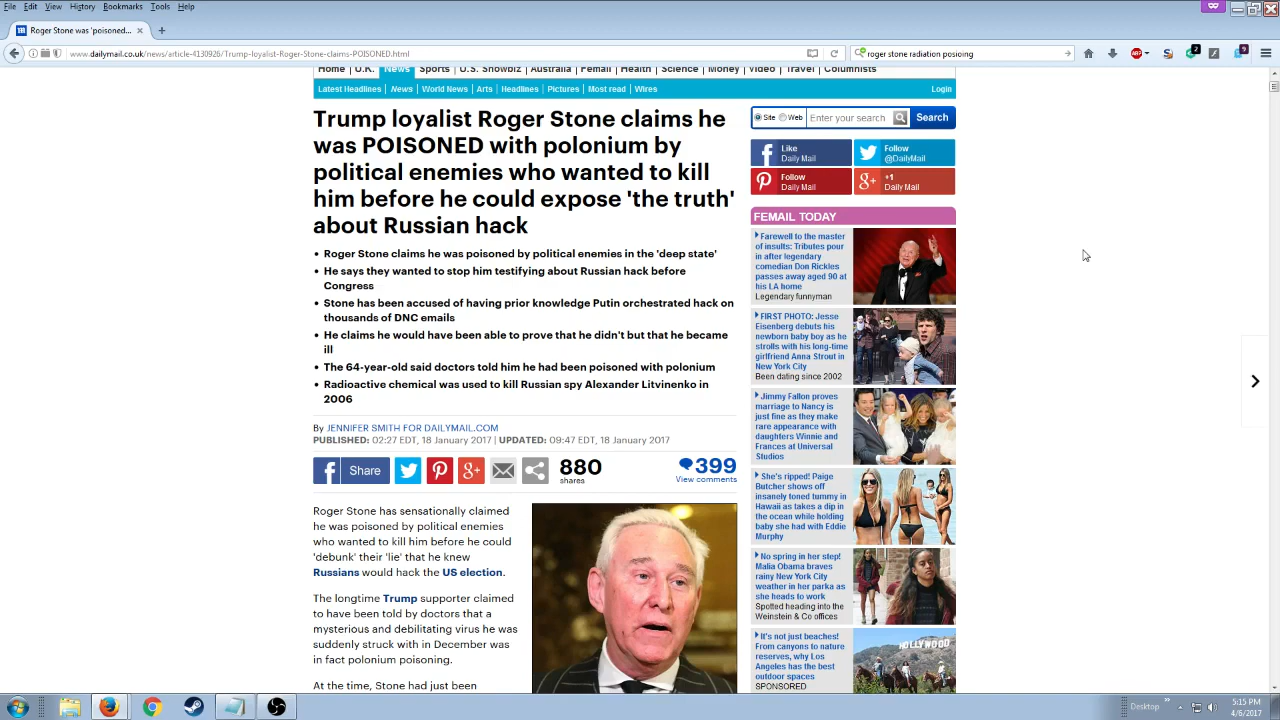 File Edit View History Bookmarks Tools Help
Roger Stone was 'poisoned...
www.dailymail.co.uk/news/article-4130926/Trump-loyalist-Roger-Stone-claims-POISONED.html
roger stone radiation posioing
Home U.K. News Sports U.S. Showbiz Australia Femail Health Science Money Video Travel Columnists
Latest Headlines News World News Arts Headlines Pictures Most read Wires Login
Trump loyalist Roger Stone claims he
was POISONED with polonium by
political enemies who wanted to kill
him before he could expose 'the truth'
about Russian hack
• Roger Stone claims he was poisoned by political enemies in the 'deep state'
• He says they wanted to stop him testifying about Russian hack before
Congress
• Stone has been accused of having prior knowledge Putin orchestrated hack on
thousands of DNC emails
• He claims he would have been able to prove that he didn't but that he became
ill
• The 64-year-old said doctors told him he had been poisoned with polonium
• Radioactive chemical was used to kill Russian spy Alexander Litvinenko in
2006
By JENNIFER SMITH FOR DAILYMAIL.COM
PUBLISHED: 02:27 EDT, 18 January 2017 | UPDATED: 09:47 EDT, 18 January 2017
Share
880
shares
399
View comments
Roger Stone has sensationally claimed
he was poisoned by political enemies
who wanted to kill him before he could
'debunk' their 'lie' that he knew
Russians would hack the US election.
The longtime Trump supporter claimed
to have been told by doctors that a
mysterious and debilitating virus he was
suddenly struck with in December was
in fact polonium poisoning.
At the time, Stone had just been
Site Web Enter your search Search
Like
Daily Mail
Follow
@DailyMail
Follow
Daily Mail
+1
Daily Mail
FEMAIL TODAY
Farewell to the master
of insults: Tributes pour
in after legendary
comedian Don Rickles
passes away aged 90 at
his LA home
Legendary funnyman
FIRST PHOTO: Jesse
Eisenberg debuts his
newborn baby boy as he
strolls with his long-time
girlfriend Anna Strout in
New York City
Been dating since 2002
Jimmy Fallon proves
marriage to Nancy is
just fine as they make
rare appearance with
daughters Winnie and
Frances at Universal
Studios
She's ripped! Paige
Butcher shows off
insanely toned tummy in
Hawaii as takes a dip in
the ocean while holding
baby she had with Eddie
Murphy
No spring in her step!
Malia Obama braves
rainy New York City
weather in her parka as
she heads to work
Spotted heading into the
Weinstein & Co offices
It's not just beaches!
From canyons to nature
reserves, why Los
Angeles has the best
outdoor spaces
SPONSORED
HOLLYWOOD
Desktop
5:15 PM
4/6/2017